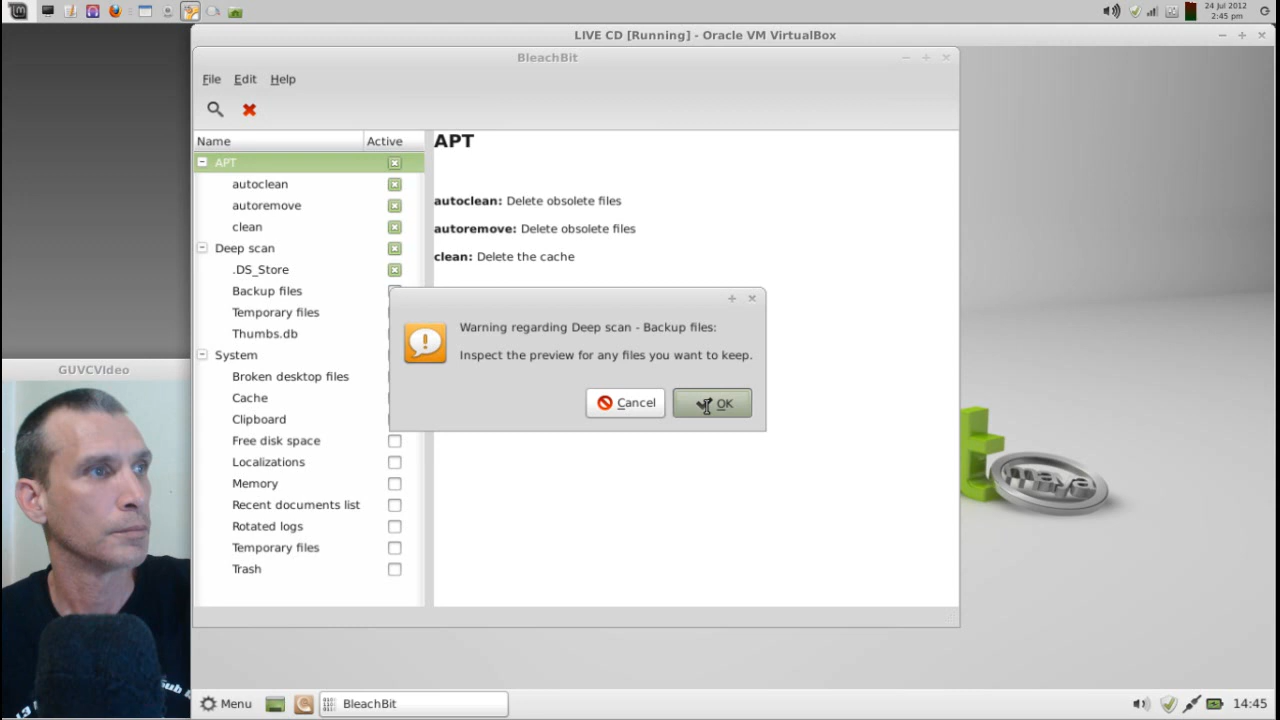 24 Jul 2012
2:45 pm
LIVE CD [Running] - Oracle VM VirtualBox
BleachBit
File Edit Help
Name Active
APT
APT
autoclean
autoclean: Delete obsolete files
autoremove
autoremove: Delete obsolete files
clean
clean: Delete the cache
Deep scan
.DS_Store
Backup files
Temporary files
Thumbs.db
Warning regarding Deep scan - Backup files:
Inspect the preview for any files you want to keep.
Cancel OK
System
Broken desktop files
Cache
Clipboard
Free disk space
Localizations
Memory
Recent documents list
Rotated logs
Temporary files
Trash
GUVCVIdeo
maya
Menu
BleachBit
14:45